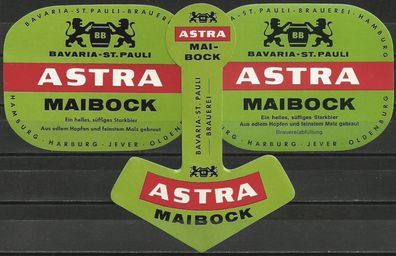 BAVARIA-ST. PAULI-BRAUEREI
HAMBURG · HARBURG · JEVER · OLDENBURG
BB
BAVARIA-ST. PAULI
ASTRA
MAIBOCK
Ein helles, süffiges Starkbier
Aus edlem Hopfen und feinstem Malz gebraut
ASTRA
MAI-
BOCK
BAVARIA-ST. PAULI
BRAUEREI
ASTRA
MAIBOCK
BAVARIA-ST. PAULI-BRAUEREI-HAMBURG
HARBURG · JEVER · OLDENBURG
BB
BAVARIA-ST. PAULI
ASTRA
MAIBOCK
Ein helles, süffiges Starkbier
Aus edlem Hopfen und feinstem Malz gebraut
Brauereiabfüllung